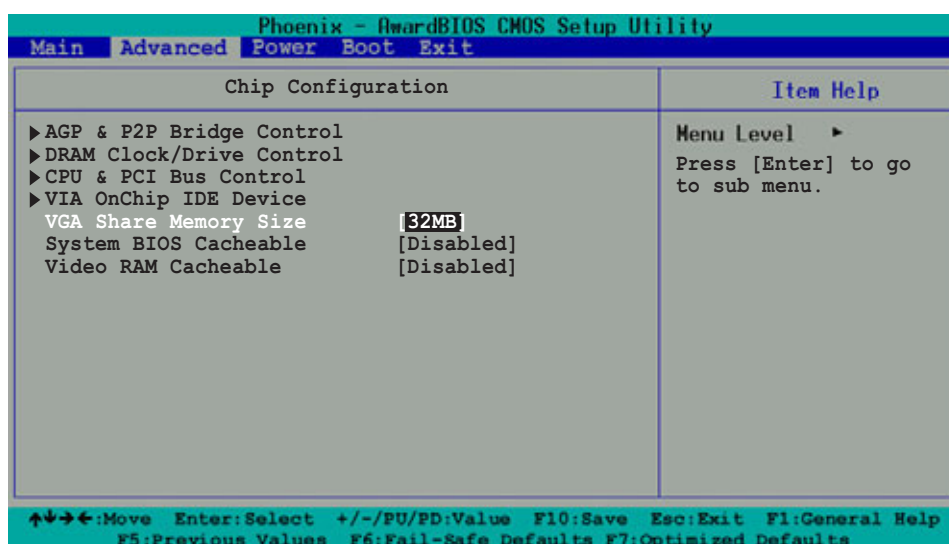 Phoenix - AwardBIOS CMOS Setup Utility
Main Advanced Power Boot Exit
Chip Configuration
Item Help
▶AGP & P2P Bridge Control
▶DRAM Clock/Drive Control
▶CPU & PCI Bus Control
▶VIA OnChip IDE Device
VGA Share Memory Size [32MB]
System BIOS Cacheable [Disabled]
Video RAM Cacheable [Disabled]
Menu Level ▶
Press [Enter] to go
to sub menu.
↑↓→←:Move Enter:Select +/-/PU/PD:Value F10:Save Esc:Exit F1:General Help
F5:Previous Values F6:Fail-Safe Defaults F7:Optimized Defaults